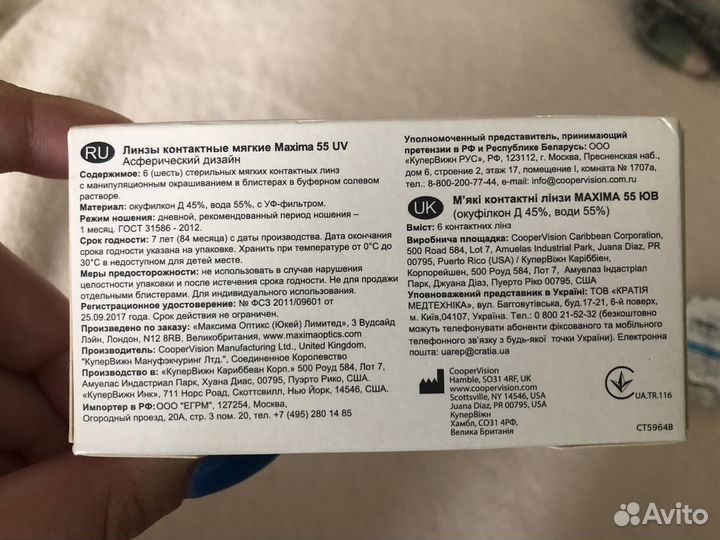 RU
Линзы контактные мягкие Maxima 55 UV
Асферический дизайн
Содержимое: 6 (шесть) стерильных мягких контактных линз
с манипуляционным окрашиванием в блистерах в буферном солевом
растворе.
Материал: окуфилкон Д 45%, вода 55%, с УФ-фильтром.
Режим ношения: дневной, рекомендованный период ношения –
1 месяц. ГОСТ 31586 - 2012.
Срок годности: 7 лет (84 месяца) с даты производства. Дата окончания
срока годности указана на упаковке. Хранить при температуре от 0°С до
30°С в недоступном для детей месте.
Меры предосторожности: не использовать в случае нарушения
целостности упаковки и после истечения срока годности. Не для продажи
отдельными блистерами. Для индивидуального использования.
Регистрационное удостоверение: № ФСЗ 2011/09601 от
25.09.2017 год. Срок действия не ограничен.
Произведено по заказу: «Максима Оптикс (Юкей) Лимитед», 3 Вудсайд
Лэйн, Лондон, N12 8RB, Великобритания, www.maximaoptics.com
Производитель: CooperVision Manufacturing Ltd., United Kingdom,
"КуперВижн Мануфэкчуринг Лтд.", Соединенное Королевство
Произведено в: «КуперВижн Кариббеан Корп.» 500 Роуд 584, Лот 7,
Амуелас Индастриал Парк, Хуана Диас, 00795, Пуэрто Рико, США.
«КуперВижн Инк», 711 Норс Роад, Скоттсвилл, Нью Йорк, 14546, США.
Импортер в РФ: ООО "ЕГРМ", 127254, Москва,
Огородный проезд, 20А, стр. 3 пом. 20, тел.: +7 (495) 280 14 85
Уполномоченный представитель, принимающий
претензии в РФ и Республике Беларусь: ООО
«КуперВижн РУС», РФ, 123112, г. Москва, Пресненская наб.,
дом 6, строение 2, этаж 17, помещение I, комната № 1707а,
тел.: 8-800-200-77-44, e-mail: info@coopervision.com.ru
UK
М'які контактні лінзи MAXIMA 55 ЮВ
(окуфілкон Д 45%, води 55%)
Вміст: 6 контактних лінз
Виробнича площадка: CooperVision Caribbean Corporation,
500 Road 584, Lot 7, Amuelas Industrial Park, Juana Diaz, PR
00795, Puerto Rico (USA) / КуперВіжн Каріббіен,
Корпорейшен, 500 Роуд 584, Лот 7, Амуелас Індастріал
Парк, Джуана Діаз, Пуерто Ріко 00795, США
Уповноважений представник в Україні: ТОВ «КРАТІЯ
МЕДТЕХНІКА», вул. Багговутівська, буд.17-21, 6-й поверх,
м. Київ,04107, Україна. Тел.: 0 800 21-52-32 (безкоштовно
можуть телефонувати абоненти фіксованого та мобільного
телефонного зв'язку з будь-якої точки України). Електронна
пошта: uarep@cratia.ua
CooperVision
Hamble, SO31 4RF, UK
www.coopervision.com
Scottsville, NY 14546, USA
Juana Diaz, PR 00795, USA
КуперВіжн
Хамбл, СО31 4РФ,
Велика Британія
UA.TR.116
CT5964B
Avito